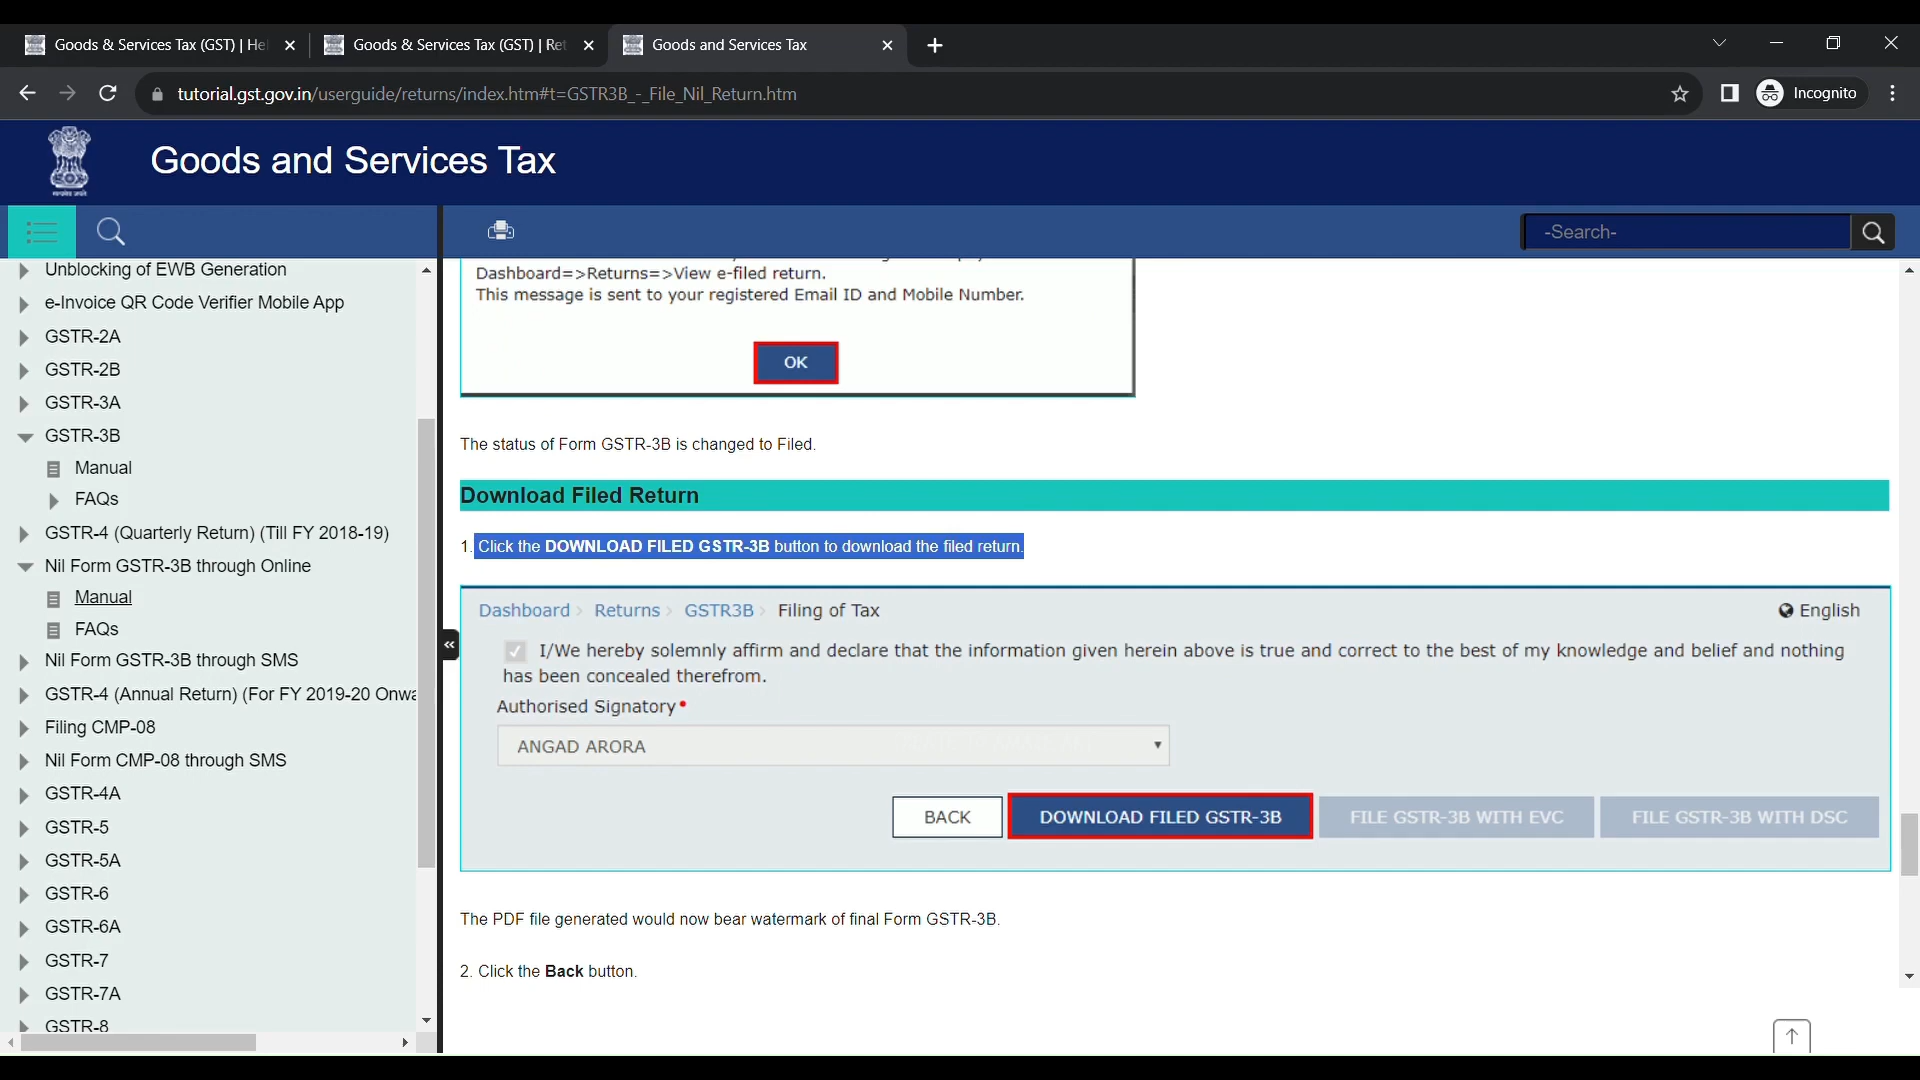 Goods & Services Tax (GST) | He
Goods & Services Tax (GST) | Ret
Goods and Services Tax
tutorial.gst.gov.in/userguide/returns/index.htm#t=GSTR3B_-_File_Nil_Return.htm
Incognito
Goods and Services Tax
-Search-
Unblocking of EWB Generation
e-Invoice QR Code Verifier Mobile App
GSTR-2A
GSTR-2B
GSTR-3A
GSTR-3B
Manual
FAQs
GSTR-4 (Quarterly Return) (Till FY 2018-19)
Nil Form GSTR-3B through Online
Manual
FAQs
Nil Form GSTR-3B through SMS
GSTR-4 (Annual Return) (For FY 2019-20 Onwa
Filing CMP-08
Nil Form CMP-08 through SMS
GSTR-4A
GSTR-5
GSTR-5A
GSTR-6
GSTR-6A
GSTR-7
GSTR-7A
GSTR-8
Dashboard=>Returns=>View e-filed return.
This message is sent to your registered Email ID and Mobile Number.
OK
The status of Form GSTR-3B is changed to Filed.
Download Filed Return
1. Click the DOWNLOAD FILED GSTR-3B button to download the filed return.
Dashboard › Returns › GSTR3B › Filing of Tax
English
I/We hereby solemnly affirm and declare that the information given herein above is true and correct to the best of my knowledge and belief and nothing
has been concealed therefrom.
Authorised Signatory•
ANGAD ARORA
BACK
DOWNLOAD FILED GSTR-3B
FILE GSTR-3B WITH EVC
FILE GSTR-3B WITH DSC
The PDF file generated would now bear watermark of final Form GSTR-3B.
2. Click the Back button.